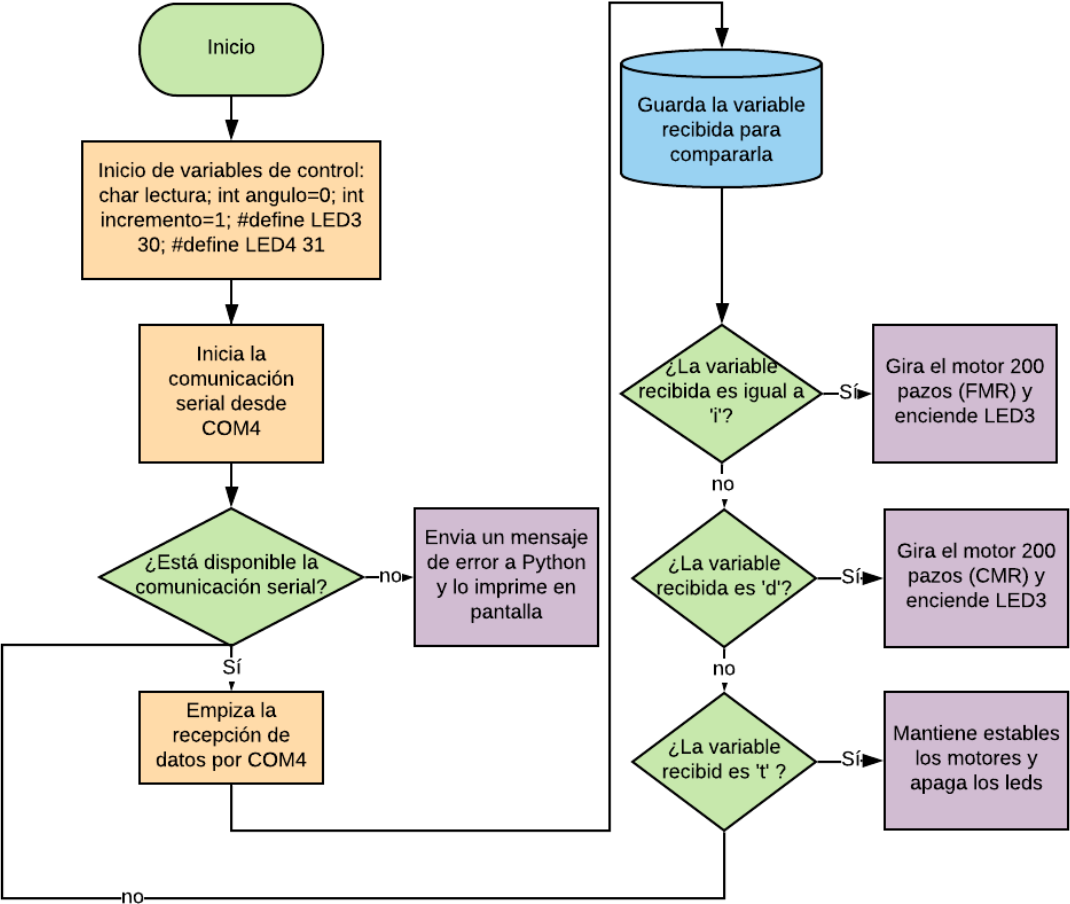 Inicio
Inicio de variables de control:
char lectura; int angulo=0; int
incremento=1; #define LED3
30; #define LED4 31
Inicia la
comunicación
serial desde
COM4
¿Está disponible la
comunicación serial?
no
Envia un mensaje
de error a Python
y lo imprime en
pantalla
Sí
Empiza la
recepción de
datos por COM4
Guarda la variable
recibida para
compararla
¿La variable
recibida es igual a
'i'?
Sí
Gira el motor 200
pazos (FMR) y
enciende LED3
no
¿La variable
recibida es 'd'?
Sí
Gira el motor 200
pazos (CMR) y
enciende LED3
no
¿La variable
recibid es 't' ?
Sí
Mantiene estables
los motores y
apaga los leds
no